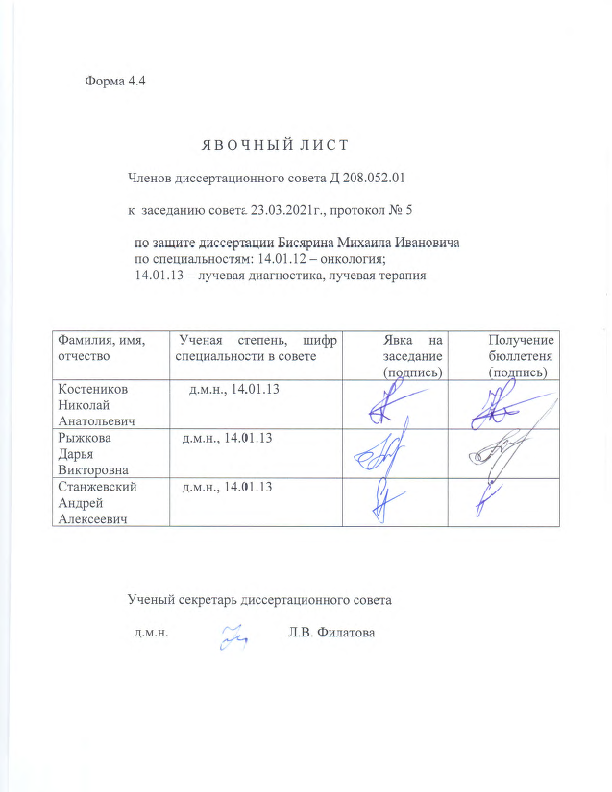 Форма 4.4
ЯВОЧНЫЙ ЛИСТ
Членов диссертационного совета Д 208.052.01
к заседанию совета 23.03.2021г., протокол № 5
по защите диссертации Бисярина Михаила Ивановича
по специальностям: 14.01.12 – онкология;
14.01.13 – лучевая диагностика, лучевая терапия
Фамилия, имя, отчество
Ученая степень, шифр специальности в совете
Явка на заседание (подпись)
Получение бюллетеня (подпись)
Костеников
Николай
Анатольевич
д.м.н., 14.01.13
Рыжкова
Дарья
Викторовна
д.м.н., 14.01.13
Станжевский
Андрей
Алексеевич
д.м.н., 14.01.13
Ученый секретарь диссертационного совета
д.м.н. Л.В. Филатова